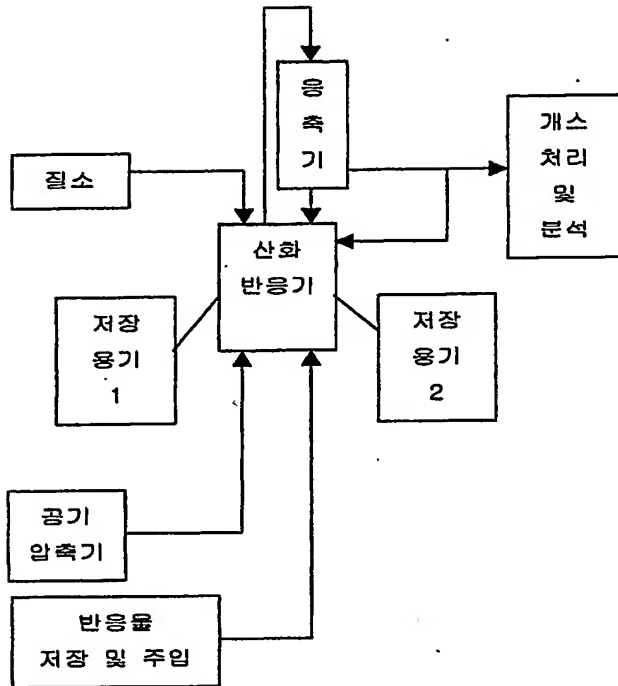 응
축
기
개스
처리
및
분석
질소
산화
반응기
저장
용기
1
저장
용기
2
공기
압축기
반응물
저장 및 주입